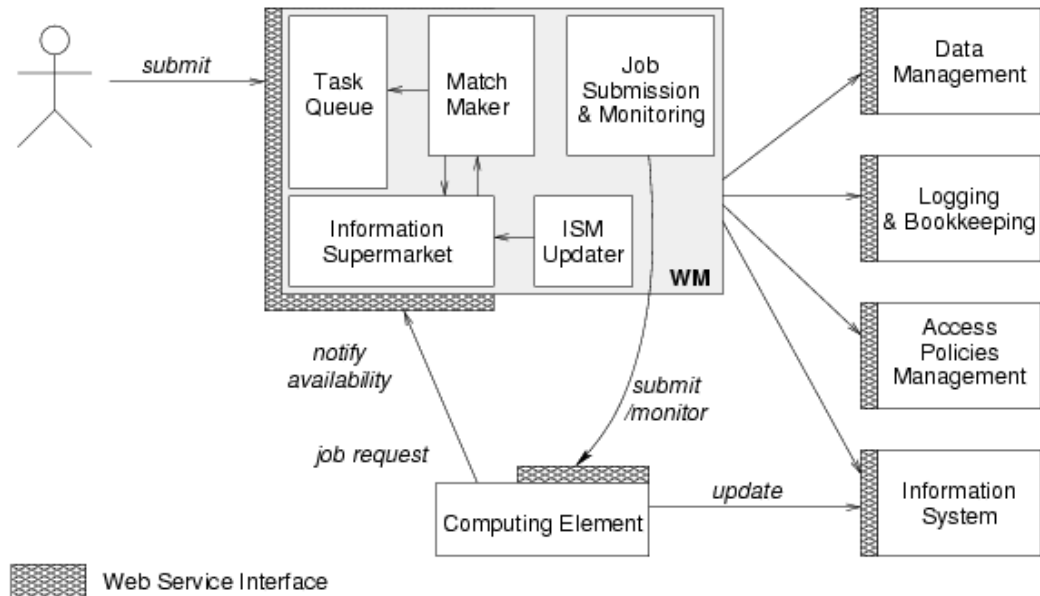 submit
Task
Queue
Match
Maker
Job
Submission
& Monitoring
Information
Supermarket
ISM
Updater
WM
Data
Management
Logging
& Bookkeeping
Access
Policies
Management
Information
System
notify
availability
job request
submit
/monitor
update
Computing Element
Web Service Interface